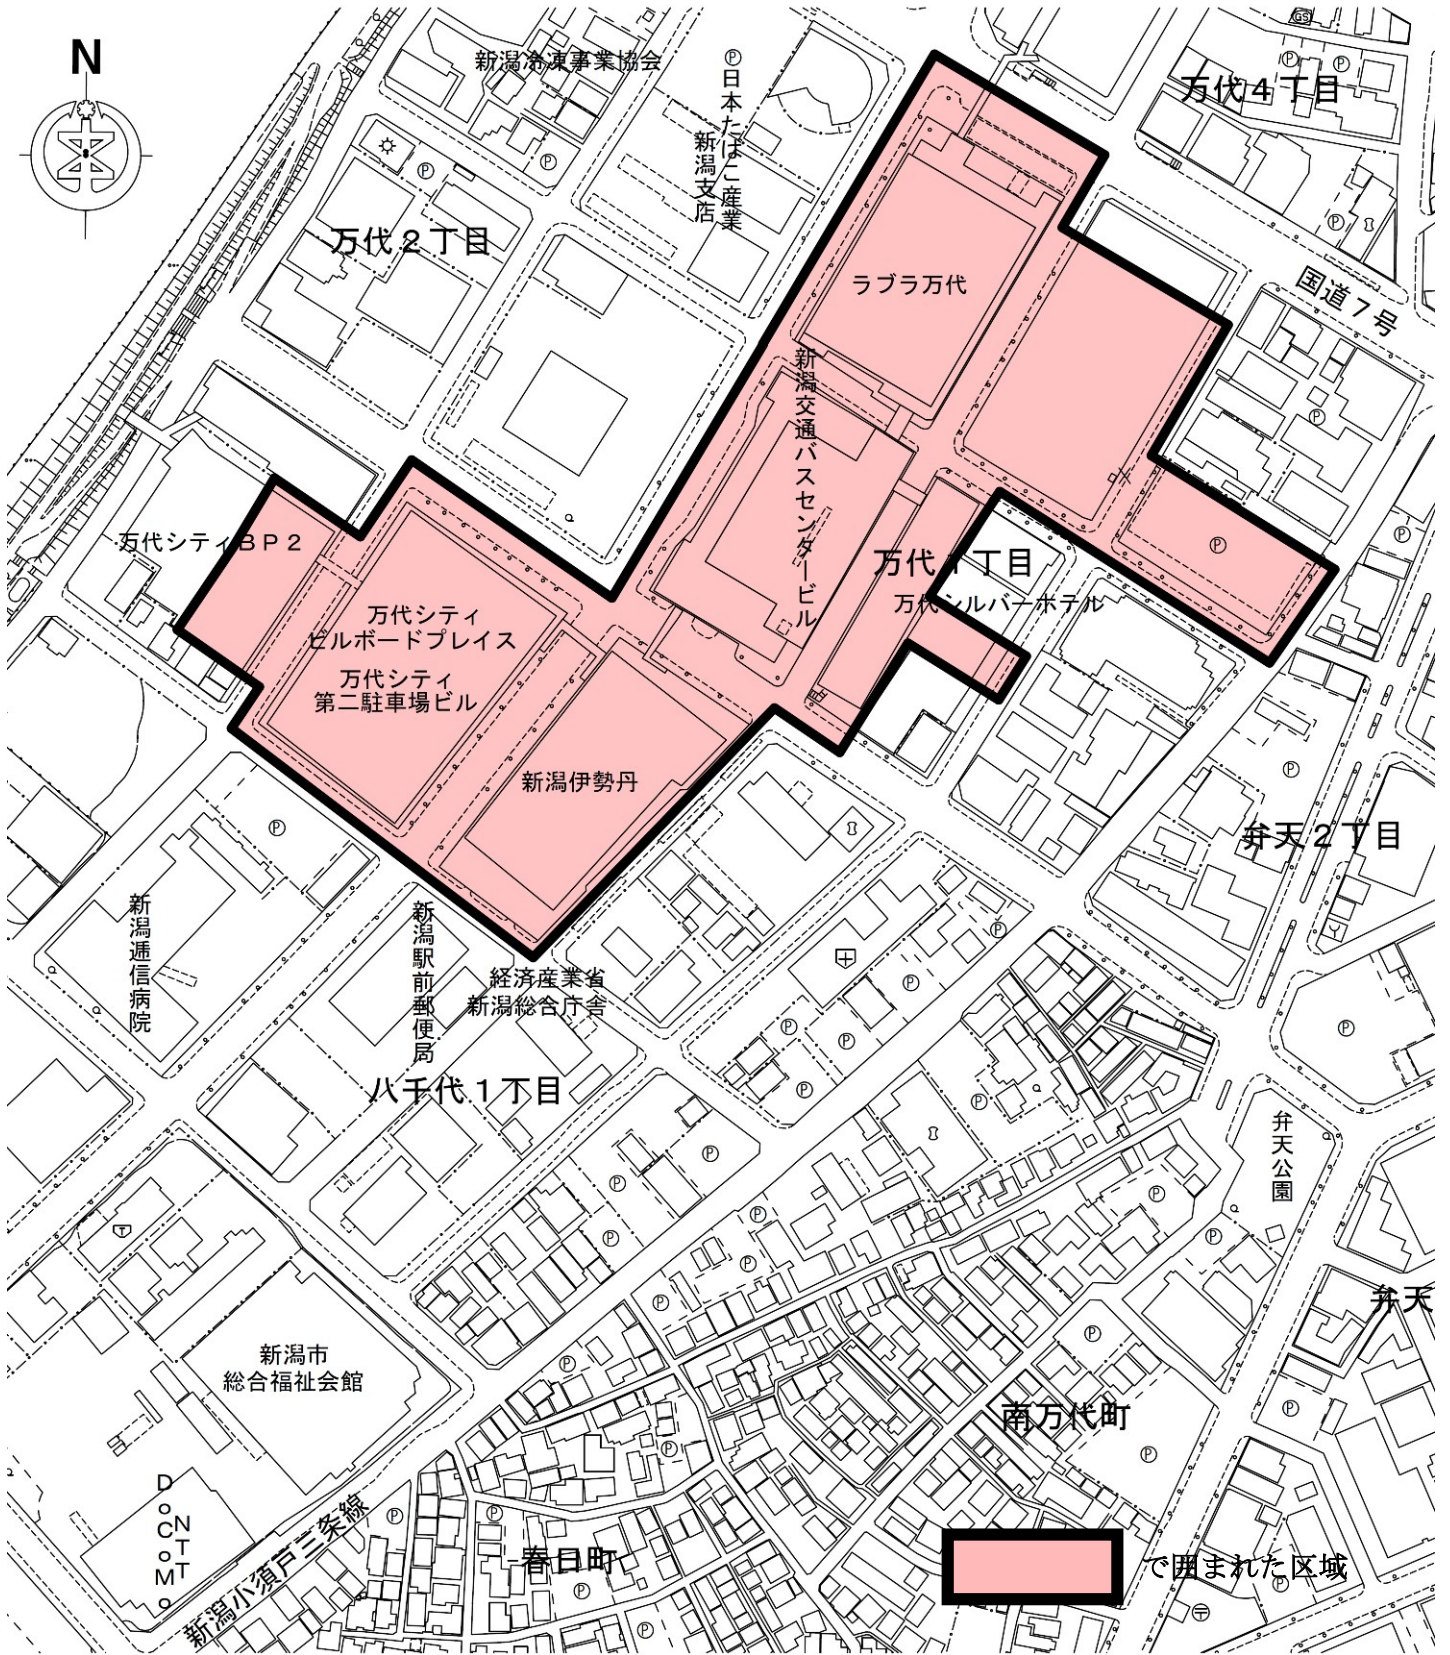 N
新潟冷凍事業協会
Ⓟ日本たばこ産業
新潟支店
万代４丁目
GS
万代２丁目
国道７号
ラブラ万代
新潟交通バスセンタービル
万代シティＢＰ２
万代１丁目
万代シルバーホテル
万代シティ
ビルボードプレイス
万代シティ
第二駐車場ビル
新潟伊勢丹
弁天２丁目
新潟逓信病院
新潟駅前郵便局
経済産業省
新潟総合庁舎
八千代１丁目
弁天公園
弁天
新潟市
総合福祉会館
南万代町
NTT
DoCoMo
新潟小須戸三条線
春日町
で囲まれた区域